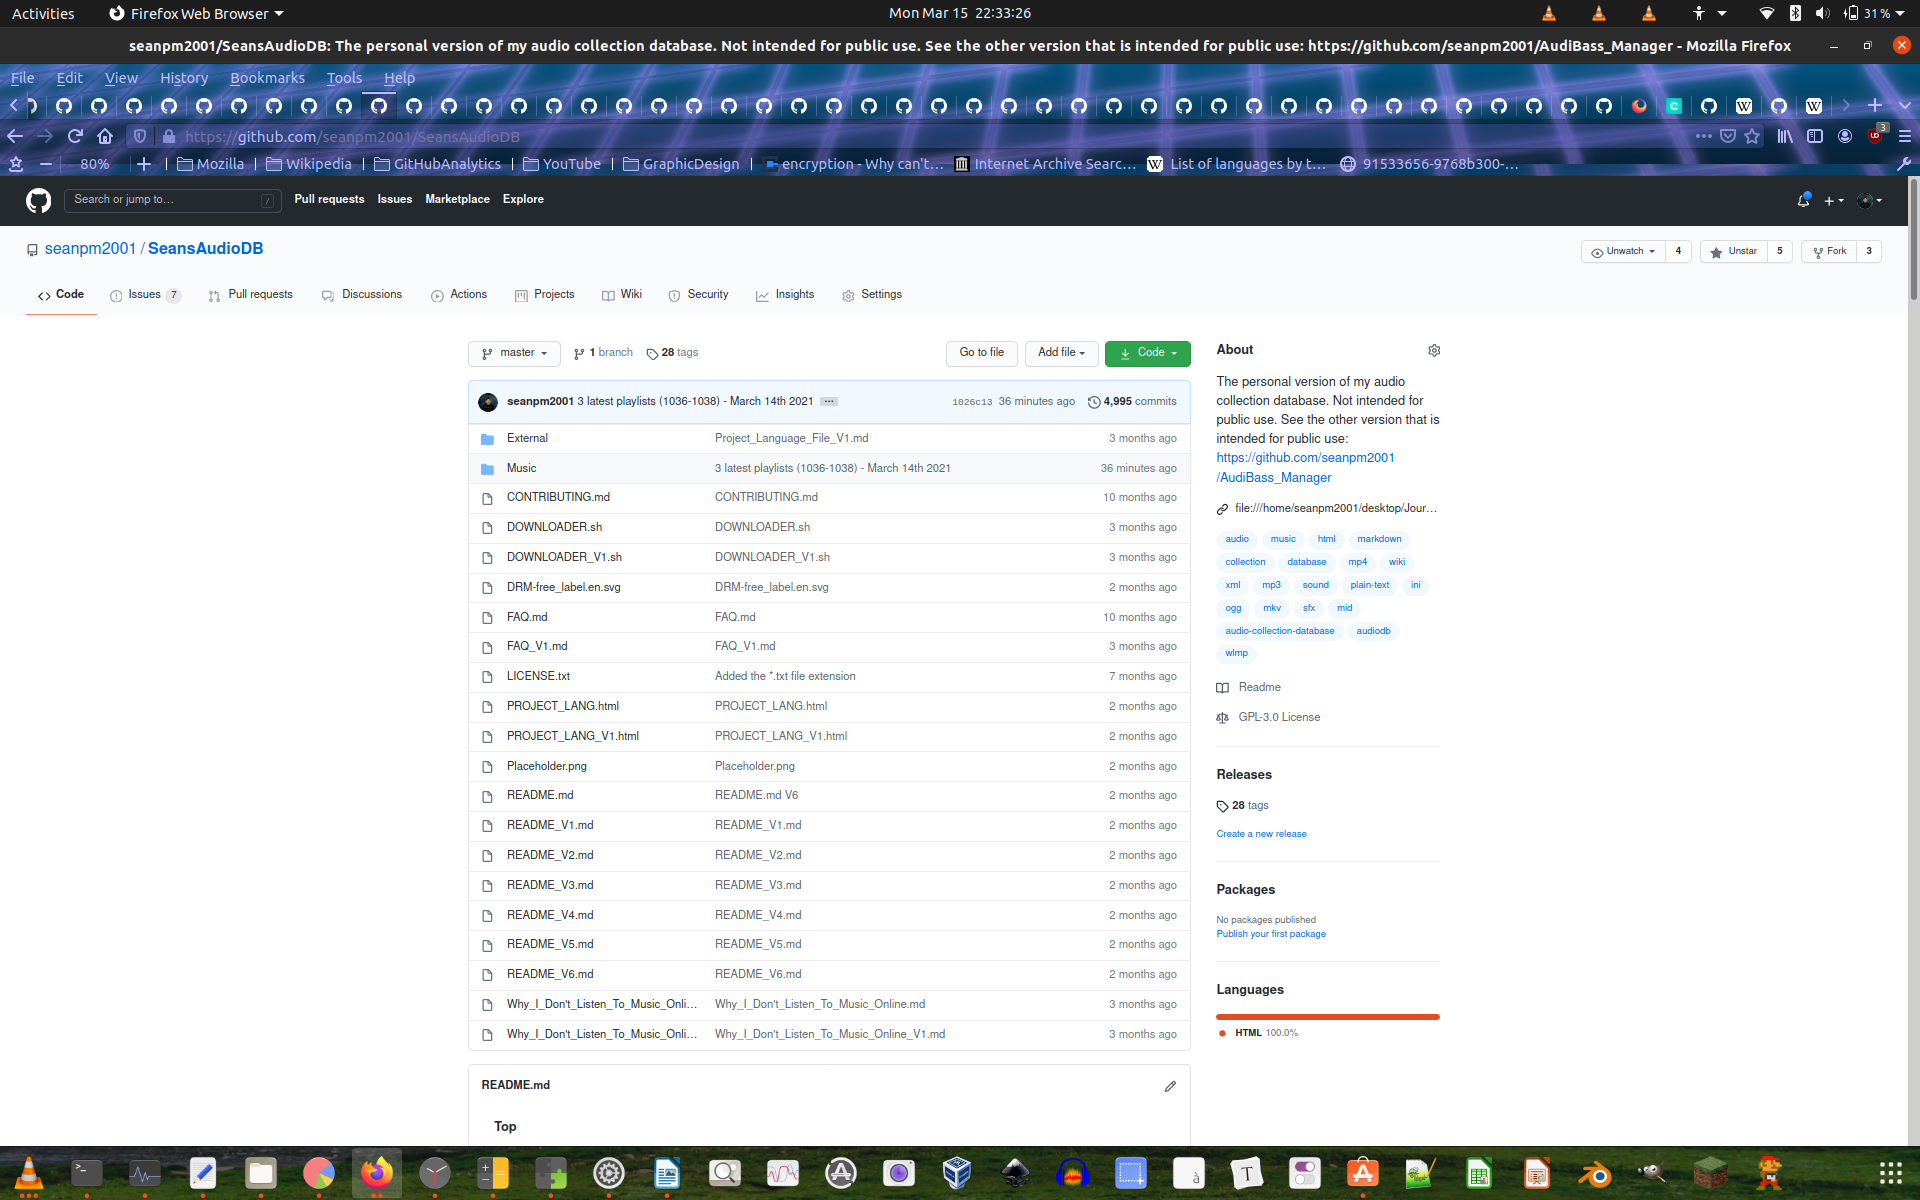 Activities Firefox Web Browser Mon Mar 15 22:33:26 31 %
seanpm2001/SeansAudioDB: The personal version of my audio collection database. Not intended for public use. See the other version that is intended for public use: https://github.com/seanpm2001/AudiBass_Manager - Mozilla Firefox
File Edit View History Bookmarks Tools Help
https://github.com/seanpm2001/SeansAudioDB 3
80% Mozilla Wikipedia GitHubAnalytics YouTube GraphicDesign encryption - Why can't… Internet Archive Searc… List of languages by t… 91533656-9768b300-…
Search or jump to… / Pull requests Issues Marketplace Explore
seanpm2001 / SeansAudioDB Unwatch 4 Unstar 5 Fork 3
Code Issues 7 Pull requests Discussions Actions Projects Wiki Security Insights Settings
master 1 branch 28 tags Go to file Add file Code
seanpm2001 3 latest playlists (1036-1038) - March 14th 2021 ... 1026c13 36 minutes ago 4,995 commits
External Project_Language_File_V1.md 3 months ago
Music 3 latest playlists (1036-1038) - March 14th 2021 36 minutes ago
CONTRIBUTING.md CONTRIBUTING.md 10 months ago
DOWNLOADER.sh DOWNLOADER.sh 3 months ago
DOWNLOADER_V1.sh DOWNLOADER_V1.sh 3 months ago
DRM-free_label.en.svg DRM-free_label.en.svg 2 months ago
FAQ.md FAQ.md 10 months ago
FAQ_V1.md FAQ_V1.md 3 months ago
LICENSE.txt Added the *.txt file extension 7 months ago
PROJECT_LANG.html PROJECT_LANG.html 2 months ago
PROJECT_LANG_V1.html PROJECT_LANG_V1.html 2 months ago
Placeholder.png Placeholder.png 2 months ago
README.md README.md V6 2 months ago
README_V1.md README_V1.md 2 months ago
README_V2.md README_V2.md 2 months ago
README_V3.md README_V3.md 2 months ago
README_V4.md README_V4.md 2 months ago
README_V5.md README_V5.md 2 months ago
README_V6.md README_V6.md 2 months ago
Why_I_Don't_Listen_To_Music_Onli… Why_I_Don't_Listen_To_Music_Online.md 3 months ago
Why_I_Don't_Listen_To_Music_Onli… Why_I_Don't_Listen_To_Music_Online_V1.md 3 months ago
README.md
Top
About
The personal version of my audio
collection database. Not intended for
public use. See the other version that is
intended for public use:
https://github.com/seanpm2001
/AudiBass_Manager
file:///home/seanpm2001/desktop/Jour…
audio music html markdown
collection database mp4 wiki
xml mp3 sound plain-text ini
ogg mkv sfx mid
audio-collection-database audiodb
wlmp
Readme
GPL-3.0 License
Releases
28 tags
Create a new release
Packages
No packages published
Publish your first package
Languages
HTML 100.0%